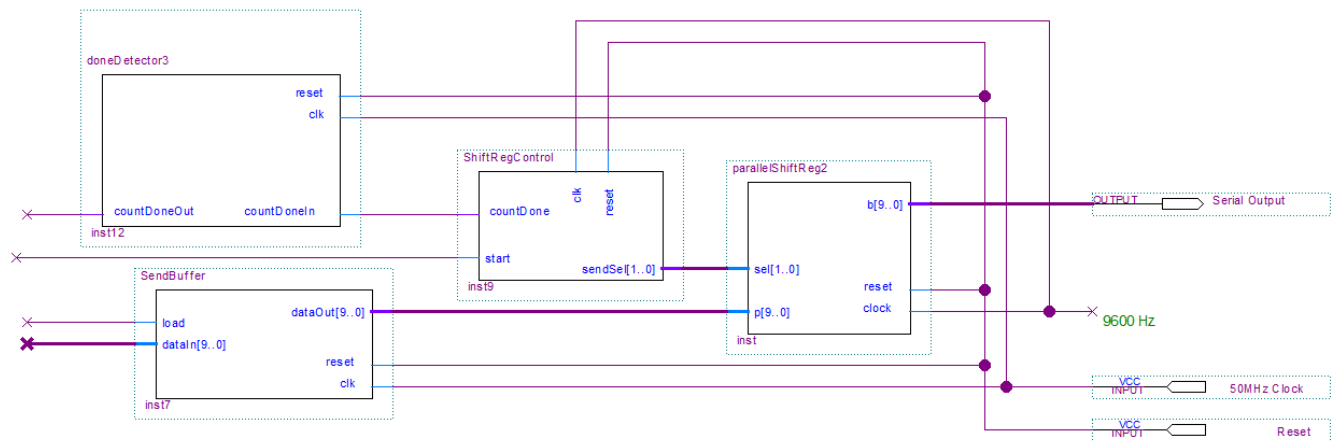 doneDetector3
reset
clk
countDoneOut
countDoneIn
inst12
ShiftRegControl
clk
reset
countDone
start
sendSel[1..0]
inst9
parallelShiftReg2
b[9..0]
sel[1..0]
reset
clock
p[9..0]
inst
OUTPUT
Serial Output
9600 Hz
SendBuffer
dataOut[9..0]
load
dataIn[9..0]
reset
clk
inst7
VCC
INPUT
50MHz Clock
VCC
INPUT
Reset